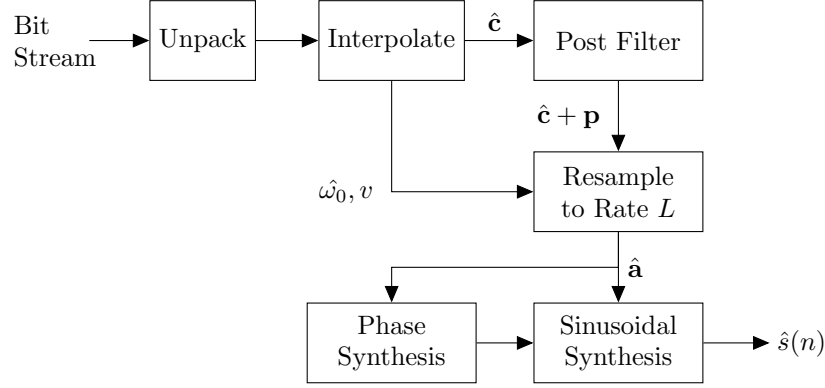 Bit
Stream
Unpack
Interpolate
𝐜̂
Post Filter
𝐜̂ + 𝐩
ω̂₀, v
Resample
to Rate L
𝐚̂
Phase
Synthesis
Sinusoidal
Synthesis
ŝ(n)